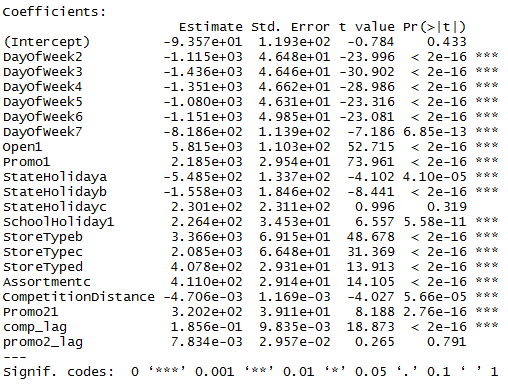 Coefficients:
Estimate Std. Error t value Pr(>|t|)
(Intercept) -9.357e+01 1.193e+02 -0.784 0.433
DayOfWeek2 -1.115e+03 4.648e+01 -23.996 < 2e-16 ***
DayOfWeek3 -1.436e+03 4.646e+01 -30.902 < 2e-16 ***
DayOfWeek4 -1.351e+03 4.662e+01 -28.986 < 2e-16 ***
DayOfWeek5 -1.080e+03 4.631e+01 -23.316 < 2e-16 ***
DayOfWeek6 -1.151e+03 4.985e+01 -23.081 < 2e-16 ***
DayOfWeek7 -8.186e+02 1.139e+02 -7.186 6.85e-13 ***
Open1 5.815e+03 1.103e+02 52.715 < 2e-16 ***
Promo1 2.185e+03 2.954e+01 73.961 < 2e-16 ***
StateHolidaya -5.485e+02 1.337e+02 -4.102 4.10e-05 ***
StateHolidayb -1.558e+03 1.846e+02 -8.441 < 2e-16 ***
StateHolidayc 2.301e+02 2.311e+02 0.996 0.319
SchoolHoliday1 2.264e+02 3.453e+01 6.557 5.58e-11 ***
StoreTypeb 3.366e+03 6.915e+01 48.678 < 2e-16 ***
StoreTypec 2.085e+03 6.648e+01 31.369 < 2e-16 ***
StoreTyped 4.078e+02 2.931e+01 13.913 < 2e-16 ***
Assortmentc 4.110e+02 2.914e+01 14.105 < 2e-16 ***
CompetitionDistance -4.706e-03 1.169e-03 -4.027 5.66e-05 ***
Promo21 3.202e+02 3.911e+01 8.188 2.76e-16 ***
comp_lag 1.856e-01 9.835e-03 18.873 < 2e-16 ***
promo2_lag 7.834e-03 2.957e-02 0.265 0.791
---
Signif. codes: 0 ‘***’ 0.001 ‘**’ 0.01 ‘*’ 0.05 ‘.’ 0.1 ‘ ’ 1